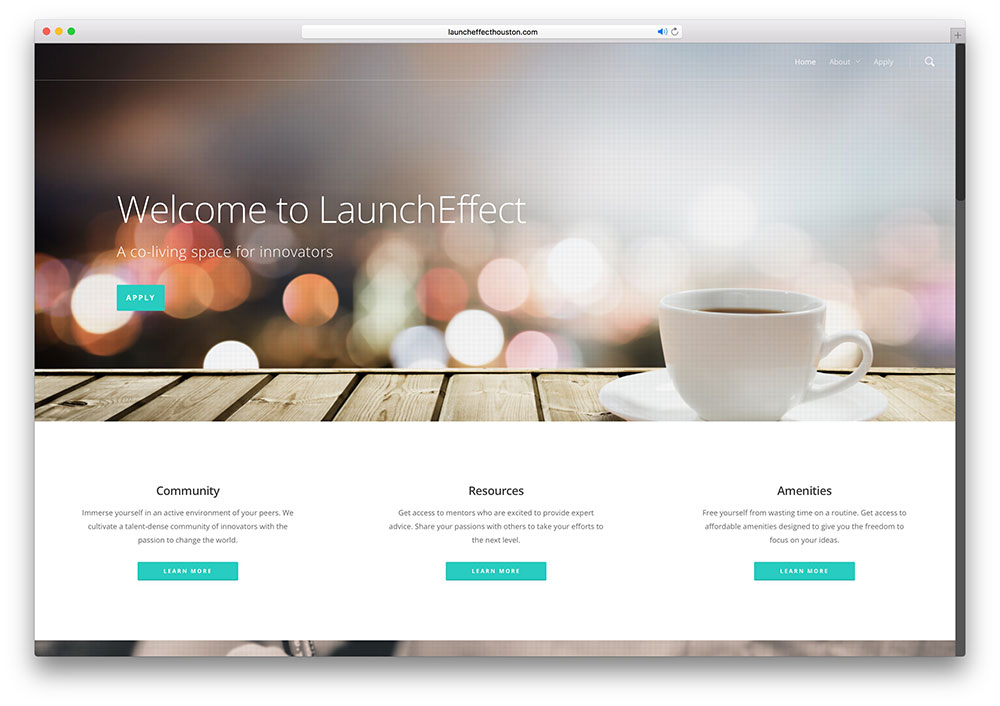 launcheffecthouston.com
Home About Apply
Welcome to LaunchEffect
A co-living space for innovators
APPLY
Community
Immerse yourself in an active environment of your peers. We
cultivate a talent-dense community of innovators with the
passion to change the world.
LEARN MORE
Resources
Get access to mentors who are excited to provide expert
advice. Share your passions with others to take your efforts to
the next level.
LEARN MORE
Amenities
Free yourself from wasting time on a routine. Get access to
affordable amenities designed to give you the freedom to
focus on your ideas.
LEARN MORE